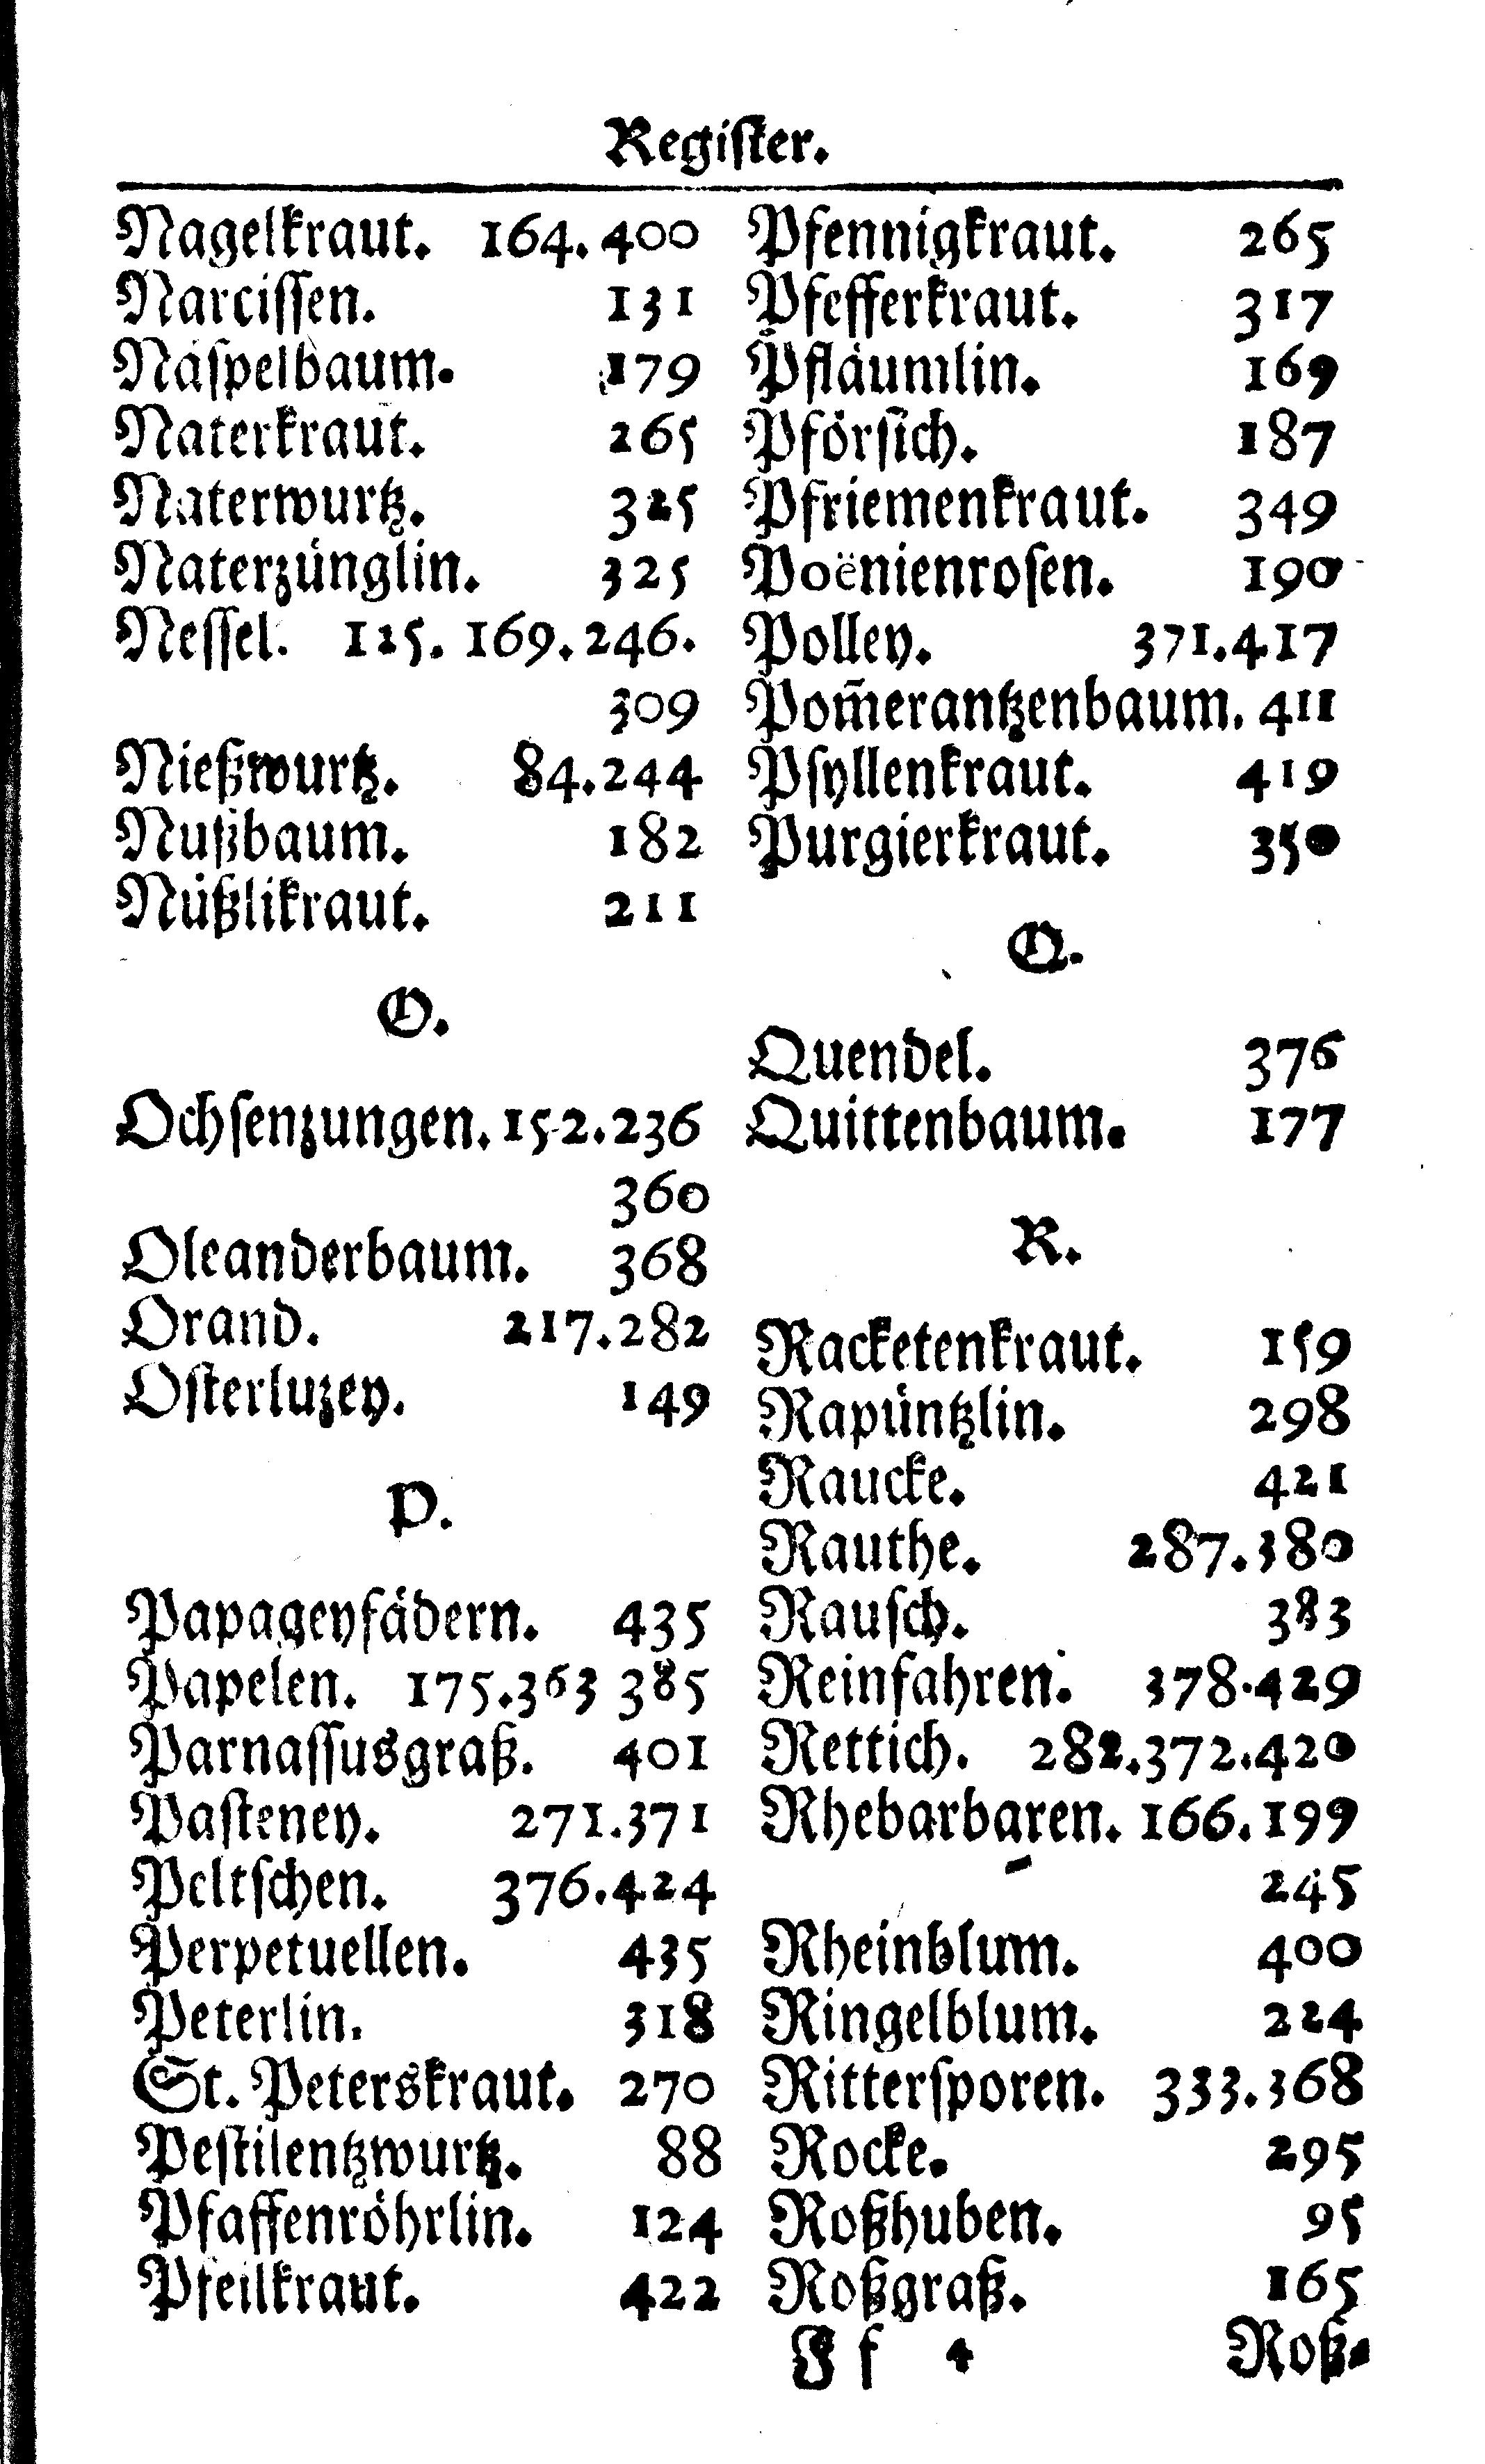 Register.
Nagelkraut. 164. 400
Narcissen. 131
Näspelbaum. 179
Naterkraut. 265
Naterwurtz. 325
Naterzünglin. 325
Nessel. 125. 169. 246.
309
Nießwurtz. 84. 244
Nußbaum. 182
Nüßlikraut. 211
O.
Ochsenzungen. 152. 236
360
Oleanderbaum. 368
Orand. 217. 282
Osterluzey. 149
P.
Papageyfädern. 435
Papelen. 175. 363 385
Parnassusgraß. 401
Pasteney. 271. 371
Peltschen. 376. 424
Perpetuellen. 435
Peterlin. 318
St. Peterskraut. 270
Pestilentzwurtz. 88
Pfaffenröhrlin. 124
Pfeilkraut. 422
Pfennigkraut. 265
Pfefferkraut. 317
Pfläumlin. 169
Pförsich. 187
Pfriemenkraut. 349
Poënienrosen. 190
Polley. 371. 417
Pom̃erantzenbaum. 411
Psyllenkraut. 419
Purgierkraut. 350
Q.
Quendel. 376
Quittenbaum. 177
R.
Racketenkraut. 159
Rapüntzlin. 298
Raucke. 421
Rauthe. 287. 380
Rausch. 383
Reinfahren. 378. 429
Rettich. 282. 372. 420
Rhebarbaren. 166. 199
245
Rheinblum. 400
Ringelblum. 224
Rittersporen. 333. 368
Rocke. 295
Roßhuben. 95
Roßgraß. 165
F f 4 Roß-